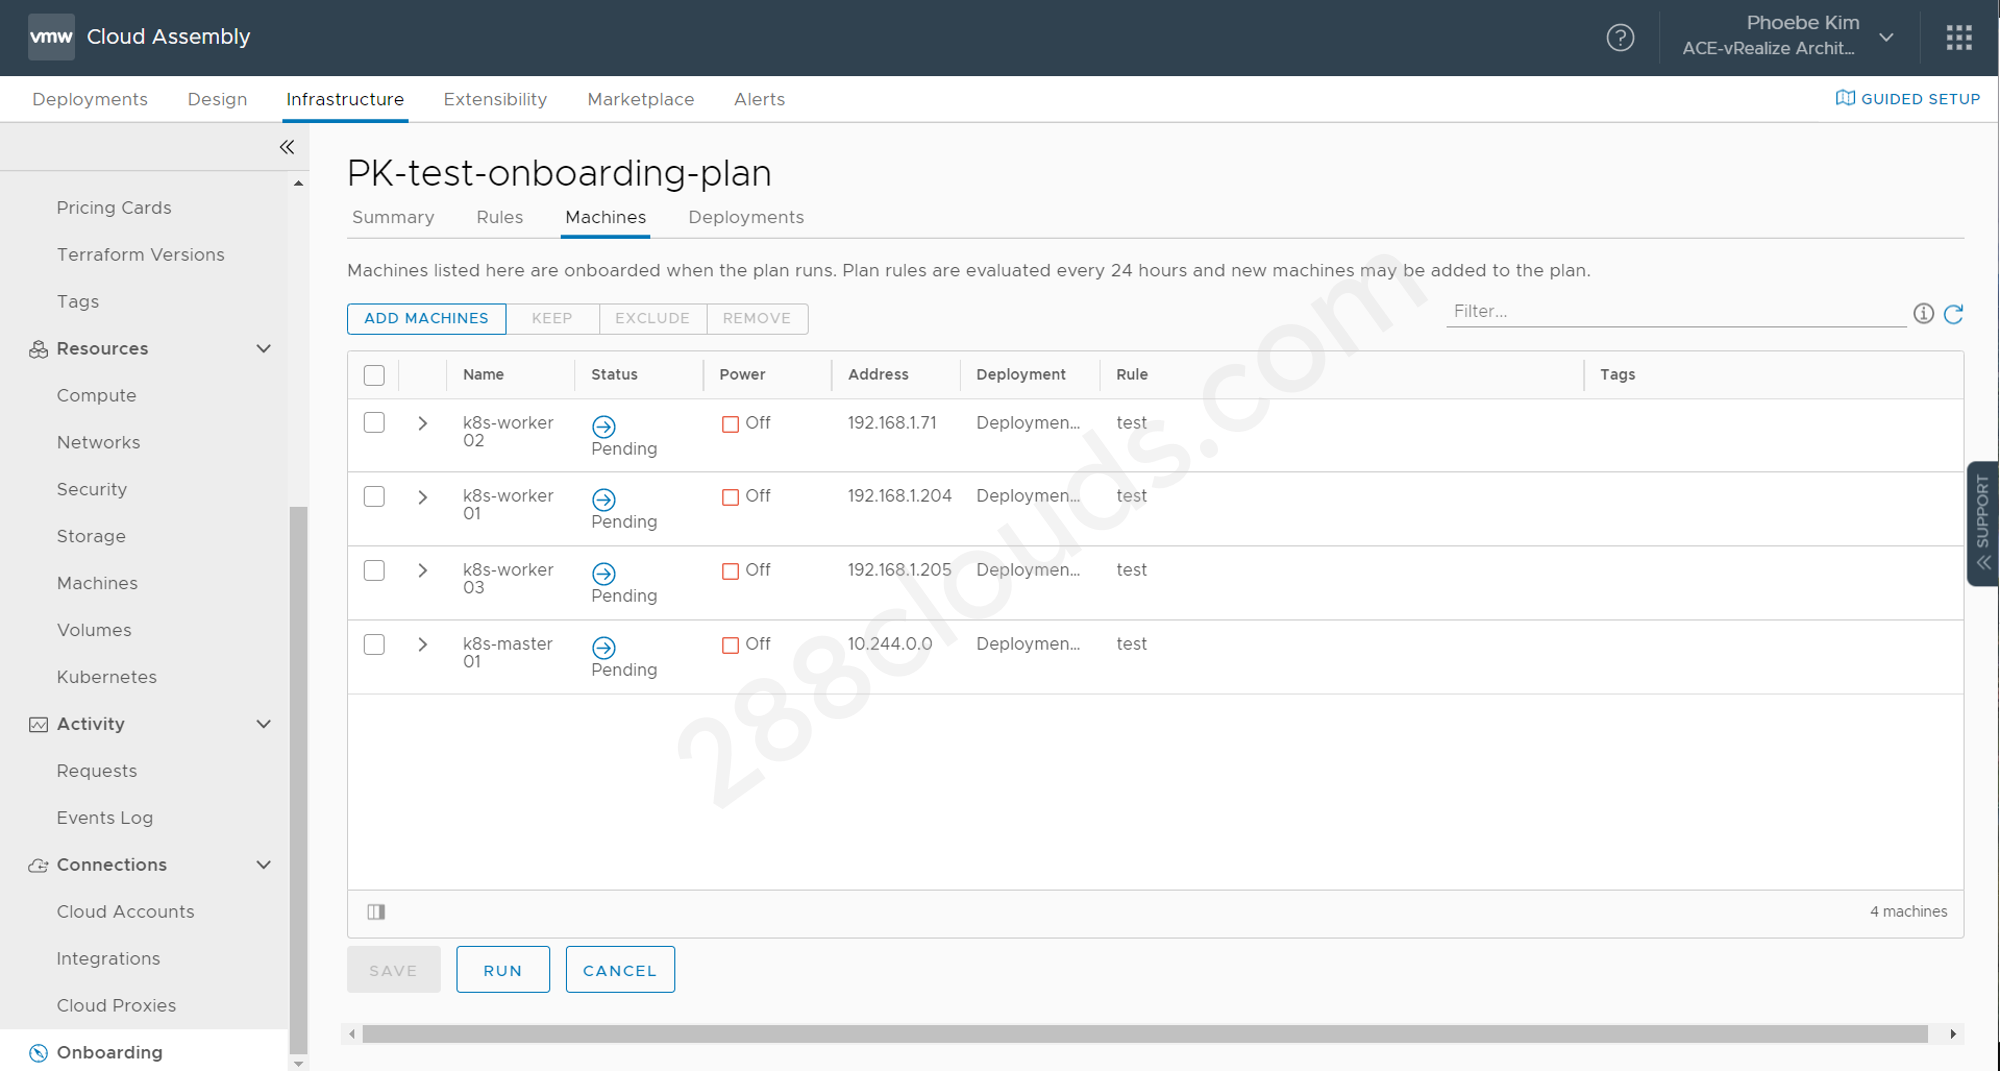 vmw Cloud Assembly
Phoebe Kim
ACE-vRealize Archit...
Deployments Design Infrastructure Extensibility Marketplace Alerts
GUIDED SETUP
Pricing Cards
Terraform Versions
Tags
Resources
Compute
Networks
Security
Storage
Machines
Volumes
Kubernetes
Activity
Requests
Events Log
Connections
Cloud Accounts
Integrations
Cloud Proxies
Onboarding
PK-test-onboarding-plan
Summary Rules Machines Deployments
Machines listed here are onboarded when the plan runs. Plan rules are evaluated every 24 hours and new machines may be added to the plan.
ADD MACHINES KEEP EXCLUDE REMOVE
Filter...
Name Status Power Address Deployment Rule Tags
k8s-worker Off 192.168.1.71 Deploymen... test
02 Pending
k8s-worker Off 192.168.1.204 Deploymen... test
01 Pending
k8s-worker Off 192.168.1.205 Deploymen... test
03 Pending
k8s-master Off 10.244.0.0 Deploymen... test
01 Pending
4 machines
SAVE RUN CANCEL
SUPPORT
288clouds.com